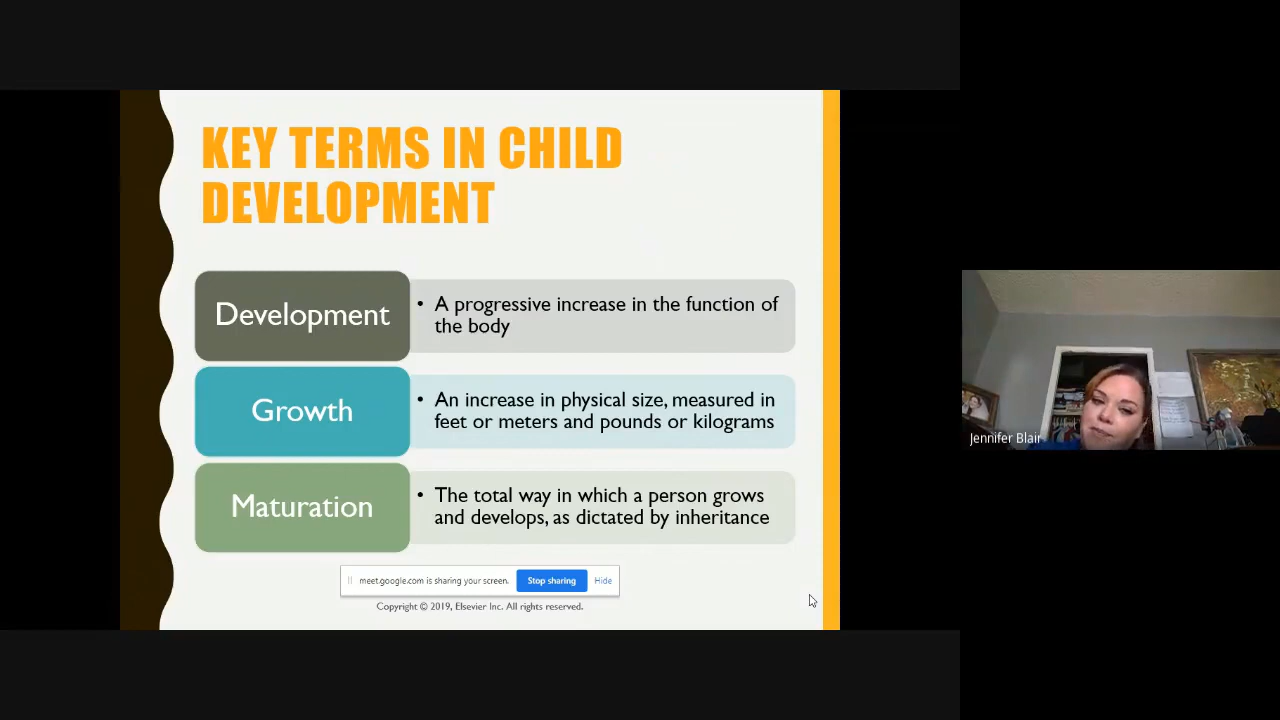 KEY TERMS IN CHILD
DEVELOPMENT
Development
• A progressive increase in the function of
the body
Growth
• An increase in physical size, measured in
feet or meters and pounds or kilograms
Maturation
• The total way in which a person grows
and develops, as dictated by inheritance
meet.google.com is sharing your screen.
Stop sharing
Hide
Copyright © 2019, Elsevier Inc. All rights reserved.
Jennifer Blair